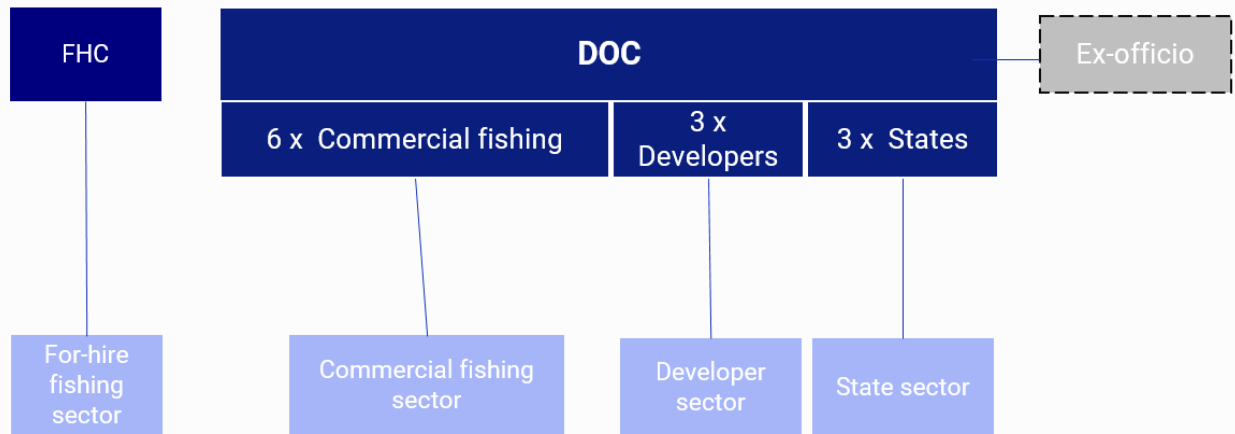 FHC
DOC
Ex-officio
6 x  Commercial fishing
3 x
Developers
3 x  States
For-hire
fishing
sector
Commercial fishing
sector
Developer
sector
State sector